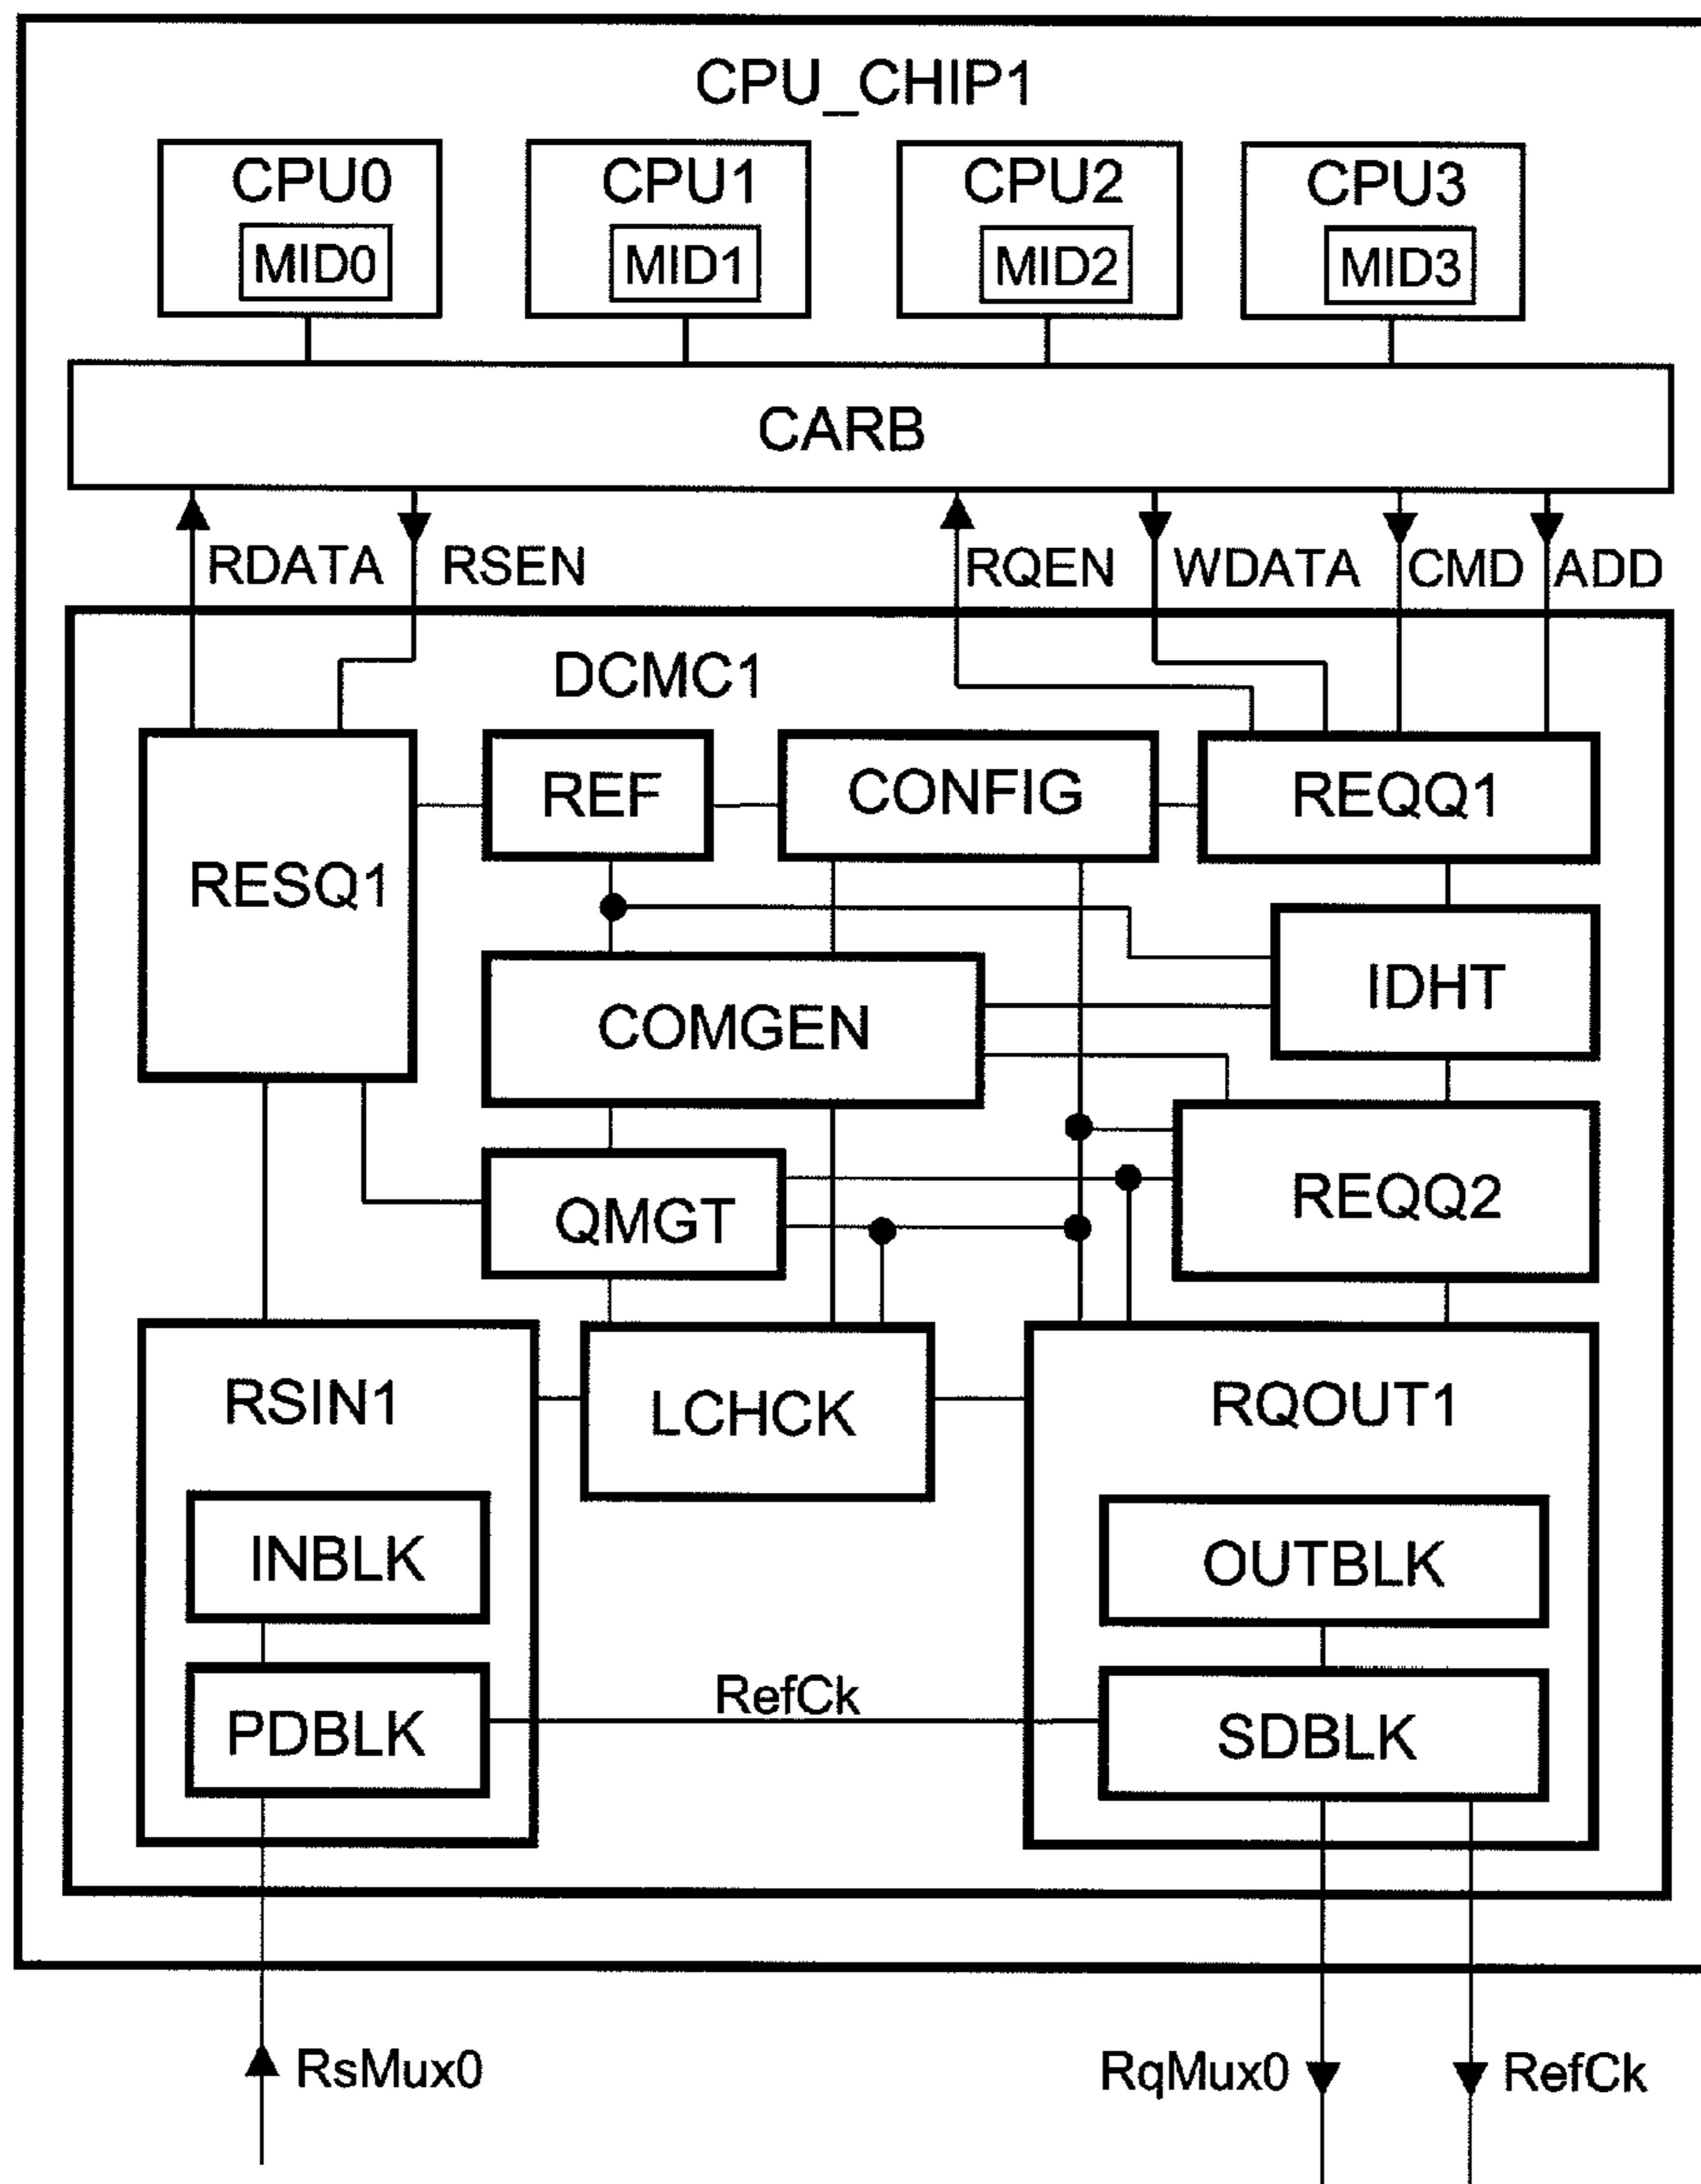 CPU_CHIP1
CPU0 CPU1 CPU2 CPU3
MID0 MID1 MID2 MID3
CARB
RDATA RSEN RQEN WDATA CMD ADD
DCMC1
REF CONFIG REQQ1
RESQ1
IDHT
COMGEN
REQQ2
QMGT
RSIN1 LCHCK RQOUT1
INBLK OUTBLK
RefCk
PDBLK SDBLK
RsMux0 RqMux0 RefCk